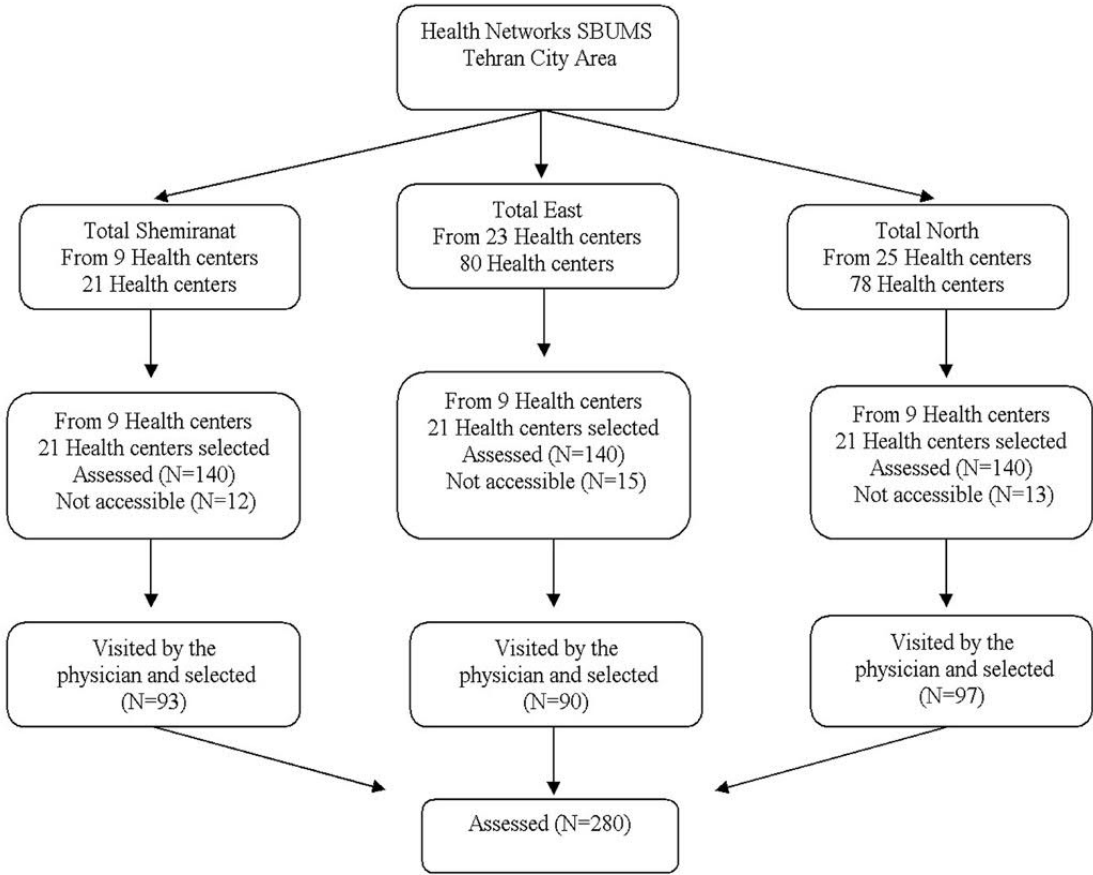 Health Networks SBUMS
Tehran City Area
Total Shemiranat
From 9 Health centers
21 Health centers
Total East
From 23 Health centers
80 Health centers
Total North
From 25 Health centers
78 Health centers
From 9 Health centers
21 Health centers selected
Assessed (N=140)
Not accessible (N=12)
From 9 Health centers
21 Health centers selected
Assessed (N=140)
Not accessible (N=15)
From 9 Health centers
21 Health centers selected
Assessed (N=140)
Not accessible (N=13)
Visited by the
physician and selected
(N=93)
Visited by the
physician and selected
(N=90)
Visited by the
physician and selected
(N=97)
Assessed (N=280)